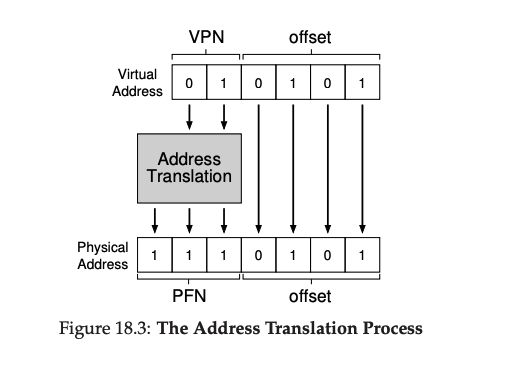 VPN offset
Virtual Address 0 1 0 1 0 1
Address
Translation
Physical Address 1 1 1 0 1 0 1
PFN offset
Figure 18.3: The Address Translation Process